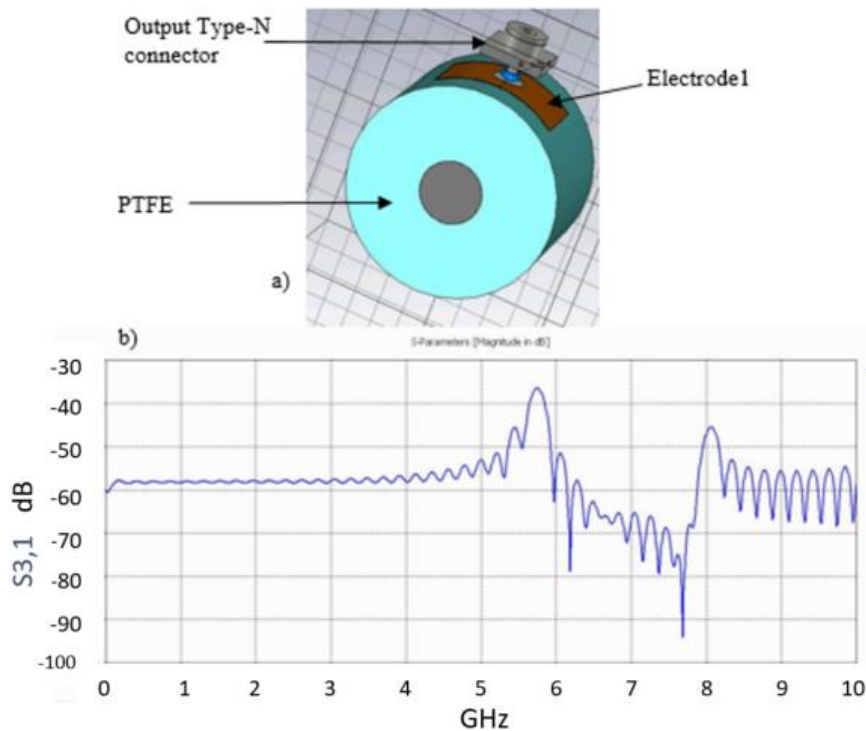 Output Type-N
connector
Electrode1
PTFE
a)
b)
S-Parameters [Magnitude in dB]
-30
-40
-50
-60
-70
-80
-90
-100
S3,1 dB
0 1 2 3 4 5 6 7 8 9 10
GHz